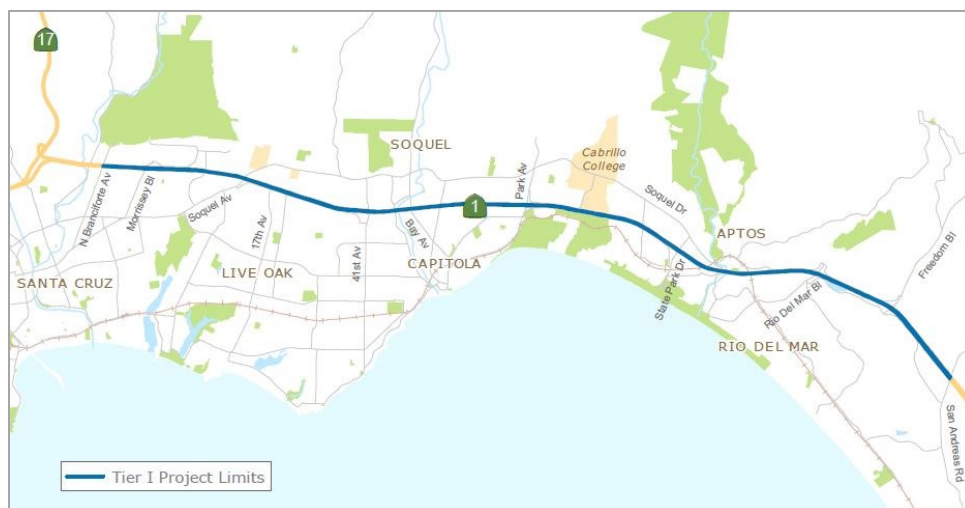 17
SOQUEL
Cabrillo
College
Park Av
N Branciforte Av
Morrissey Bl
Soquel Av
17th Av
41st Av
Bay Av
1
Soquel Dr
APTOS
Freedom Bl
SANTA CRUZ
LIVE OAK
CAPITOLA
State Park Dr
Rio Del Mar Bl
RIO DEL MAR
San Andreas Rd
Tier I Project Limits